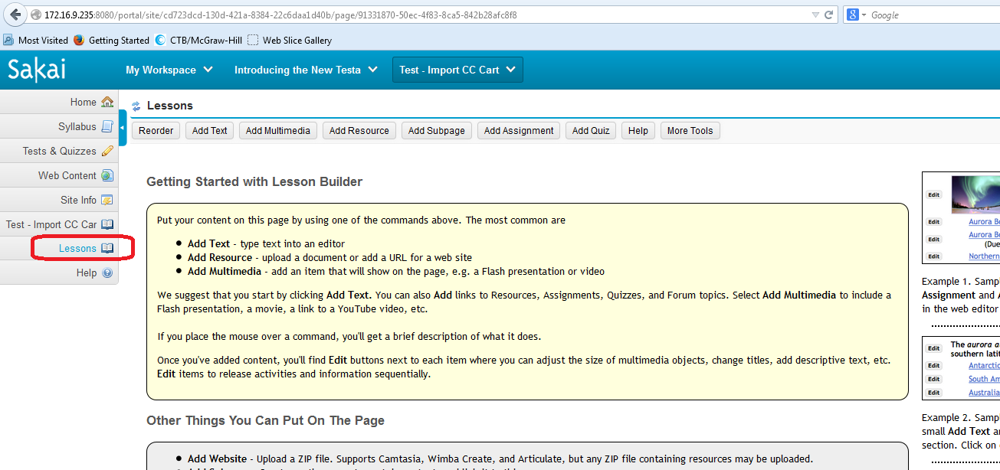 172.16.9.235:8080/portal/site/cd723dcd-130d-421a-8384-22c6daa1d40b/page/91331870-50ec-4f83-8ca5-842b28afc8f8
8 Google
Most Visited Getting Started CTB/McGraw-Hill Web Slice Gallery
Sakai
My Workspace Introducing the New Testa Test - Import CC Cart
Home
Syllabus
Tests & Quizzes
Web Content
Site Info
Test - Import CC Car
Lessons
Help
Lessons
Reorder Add Text Add Multimedia Add Resource Add Subpage Add Assignment Add Quiz Help More Tools
Getting Started with Lesson Builder
Put your content on this page by using one of the commands above. The most common are
Add Text - type text into an editor
Add Resource - upload a document or add a URL for a web site
Add Multimedia - add an item that will show on the page, e.g. a Flash presentation or video
We suggest that you start by clicking Add Text. You can also Add links to Resources, Assignments, Quizzes, and Forum topics. Select Add Multimedia to include a
Flash presentation, a movie, a link to a YouTube video, etc.
If you place the mouse over a command, you'll get a brief description of what it does.
Once you've added content, you'll find Edit buttons next to each item where you can adjust the size of multimedia objects, change titles, add descriptive text, etc.
Edit items to release activities and information sequentially.
Other Things You Can Put On The Page
Add Website - Upload a ZIP file. Supports Camtasia, Wimba Create, and Articulate, but any ZIP file containing resources may be uploaded.
Edit
Edit Aurora
Edit Aurora
(Due
Edit Northern
Example 1.
Assignment and
in the web editor
Edit The aurora
southern
Edit
Edit South
Edit Australia
Example 2.
small Add Text
section. Click on